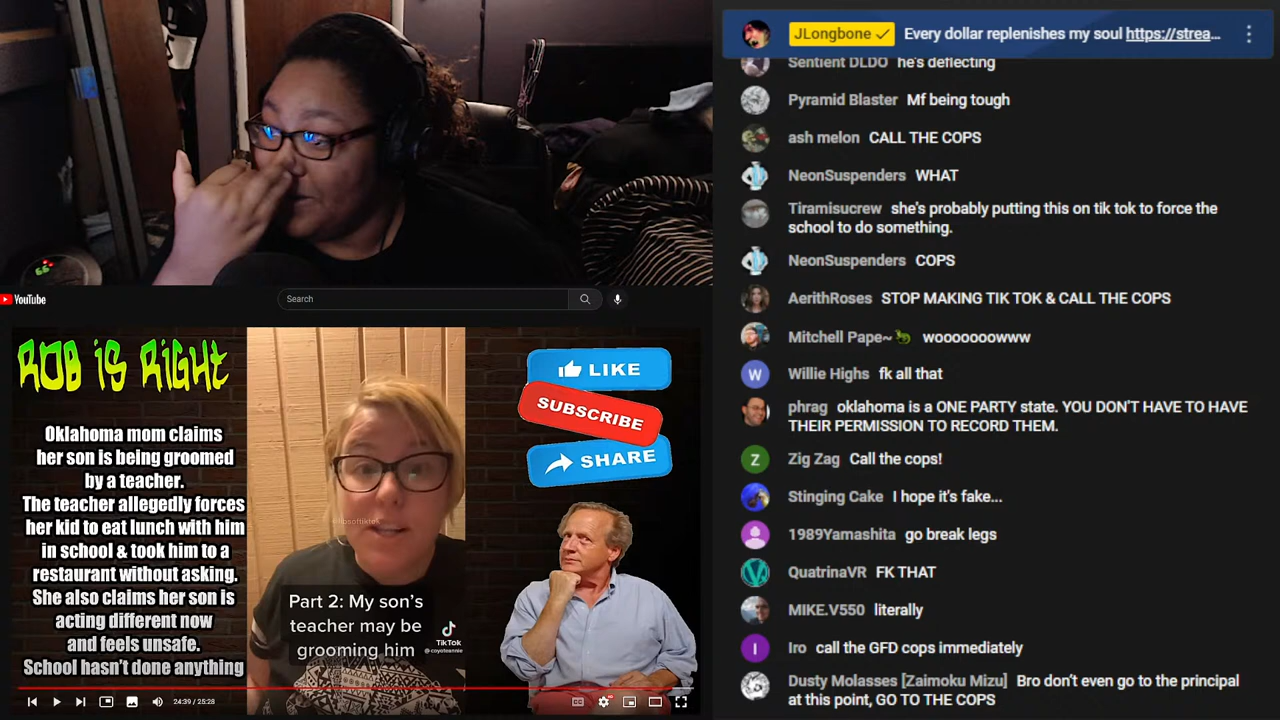 JLongbone Every dollar replenishes my soul https://strea...
Sentient DLDO he's deflecting
Pyramid Blaster Mf being tough
ash melon CALL THE COPS
NeonSuspenders WHAT
Tiramisucrew she's probably putting this on tik tok to force the
school to do something.
NeonSuspenders COPS
AerithRoses STOP MAKING TIK TOK & CALL THE COPS
Mitchell Pape~ wooooooowww
W
Willie Highs fk all that
phrag oklahoma is a ONE PARTY state. YOU DON'T HAVE TO HAVE
THEIR PERMISSION TO RECORD THEM.
Z
Zig Zag Call the cops!
Stinging Cake I hope it's fake...
1989Yamashita go break legs
QuatrinaVR FK THAT
MIKE.V550 literally
I
Iro call the GFD cops immediately
Dusty Molasses [Zaimoku Mizu] Bro don't even go to the principal
at this point, GO TO THE COPS
YouTube
Search
ROB iS RiGHT
Oklahoma mom claims
her son is being groomed
by a teacher.
The teacher allegedly forces
her kid to eat lunch with him
in school & took him to a
restaurant without asking.
She also claims her son is
acting different now
and feels unsafe.
School hasn't done anything
@libsoftiktok
Part 2: My son's
teacher may be
grooming him
TikTok
@coyoteannie
LIKE
SUBSCRIBE
SHARE
24:39 / 25:28